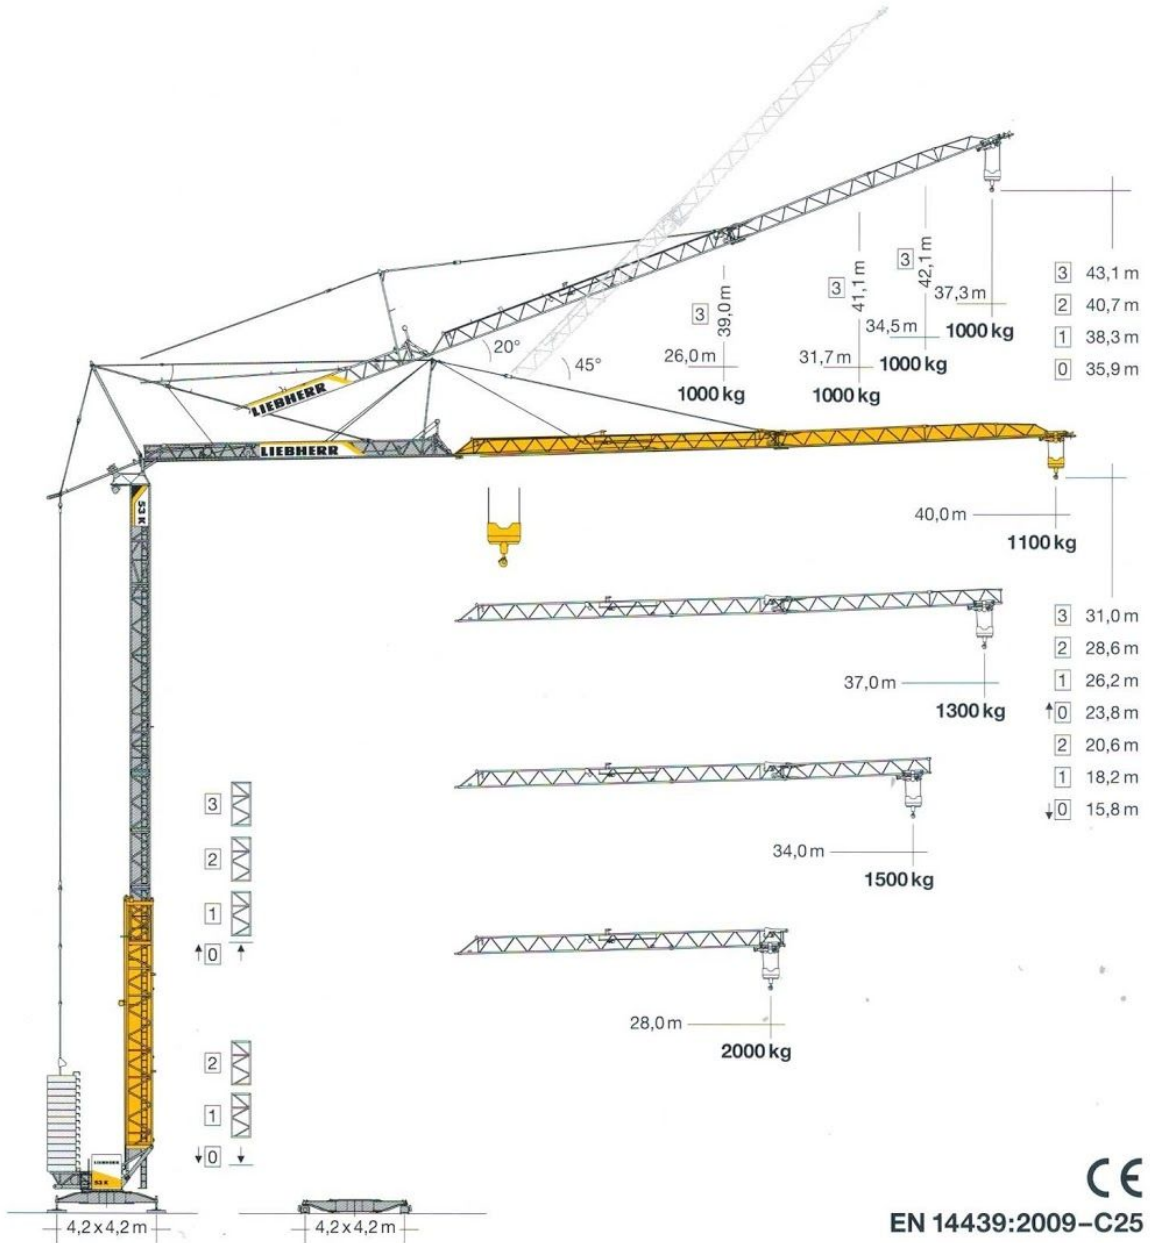 3 43,1 m
2 40,7 m
1 38,3 m
0 35,9 m
3 39,0 m
26,0 m
1000 kg
3 41,1 m
31,7 m
1000 kg
3 42,1 m
34,5 m
1000 kg
37,3 m
1000 kg
20°
45°
LIEBHERR
LIEBHERR
53 K
40,0 m
1100 kg
37,0 m
1300 kg
34,0 m
1500 kg
28,0 m
2000 kg
3 31,0 m
2 28,6 m
1 26,2 m
↑ 0 23,8 m
2 20,6 m
1 18,2 m
↓ 0 15,8 m
3
2
1
↑ 0 ↑
2
1
↓ 0 ↓
LIEBHERR
53 K
4,2 x 4,2 m
4,2 x 4,2 m
CE
EN 14439:2009–C25